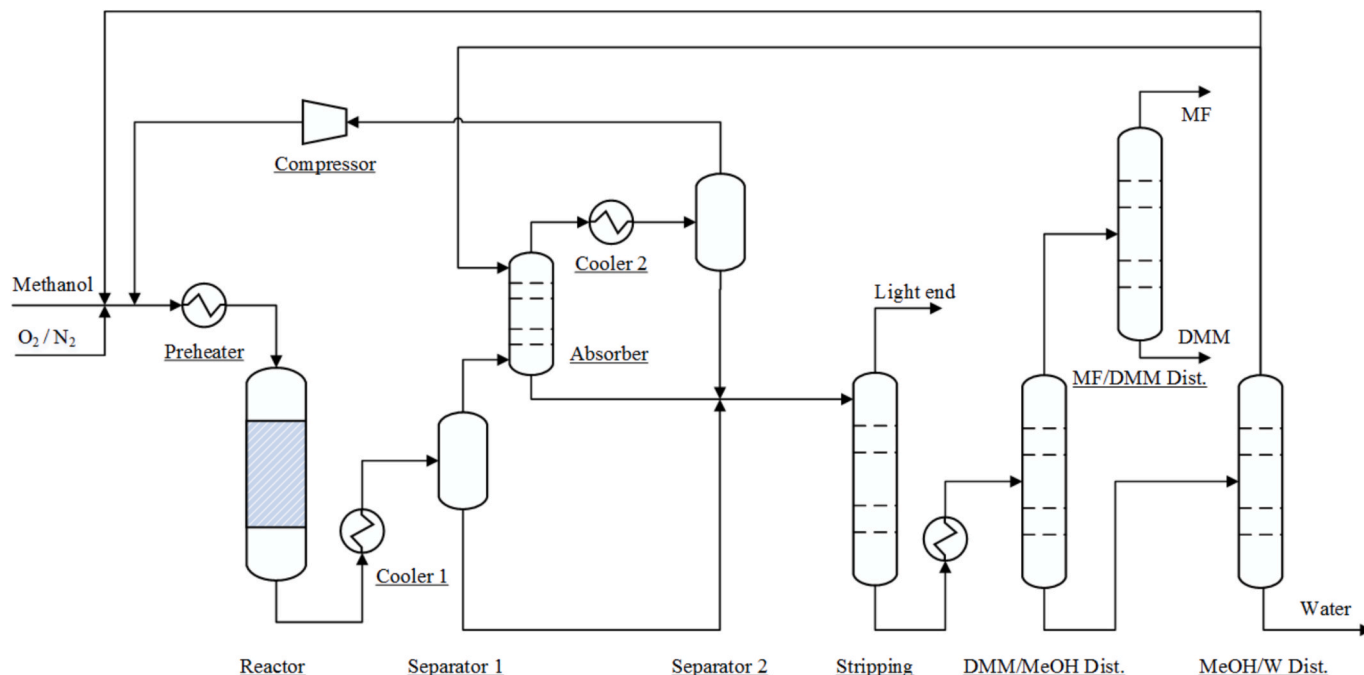 MF
Compressor
Cooler 2
Methanol
Light end
O₂ / N₂
DMM
Preheater
Absorber
MF/DMM Dist.
Cooler 1
Water
Reactor
Separator 1
Separator 2
Stripping
DMM/MeOH Dist.
MeOH/W Dist.